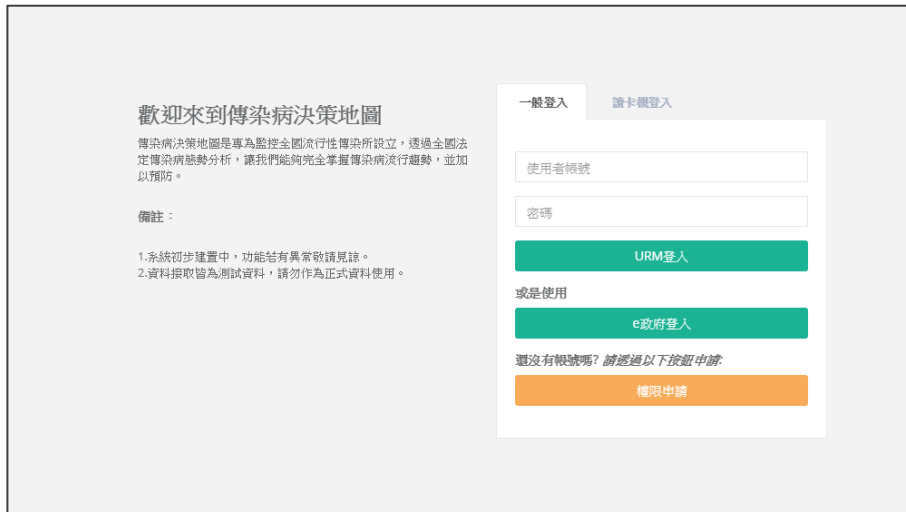 歡迎來到傳染病決策地圖
傳染病決策地圖是專為監控全國流行性傳染所設立，透過全國法
定傳染病態勢分析，讓我們能夠完全掌握傳染病流行趨勢，並加
以預防。
備註：
1.系統初步建置中，功能若有異常敬請見諒。
2.資料接取皆為測試資料，請勿作為正式資料使用。
一般登入 讀卡機登入
使用者帳號
密碼
URM登入
或是使用
e政府登入
還沒有帳號嗎? 請透過以下按鈕申請:
權限申請